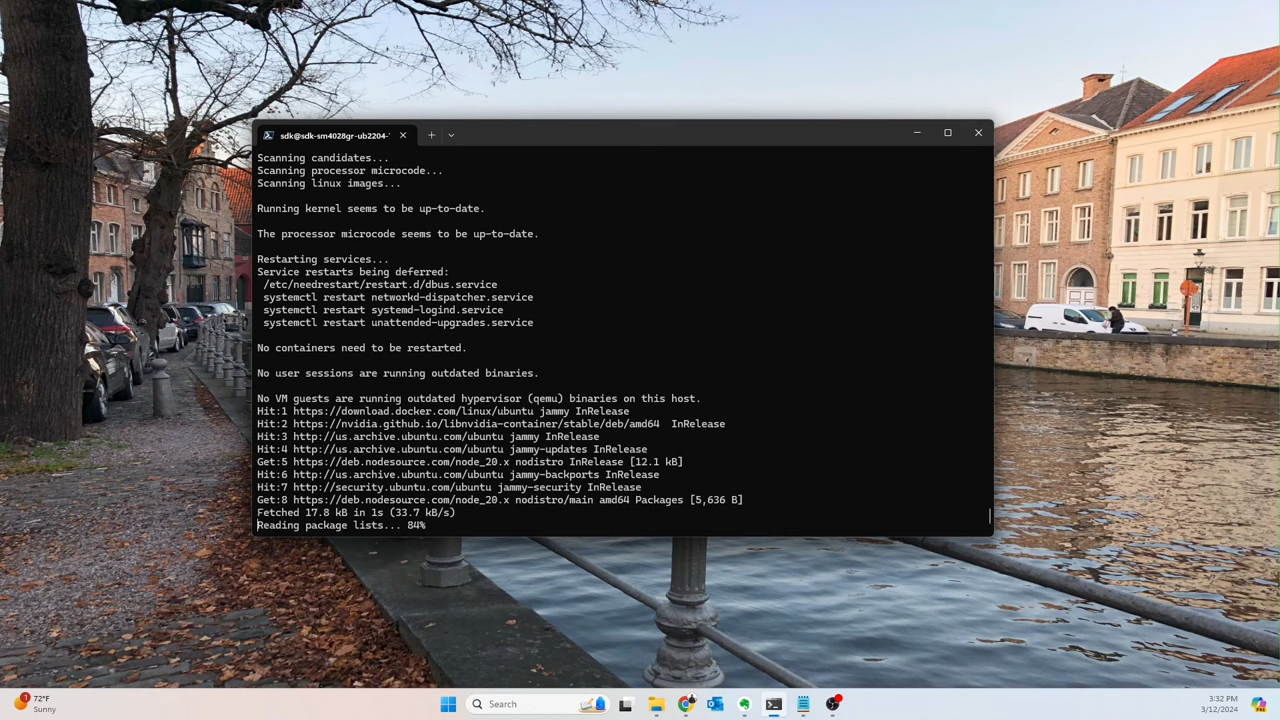 sdk@sdk-sm4028gr-ub2204-
Scanning candidates...
Scanning processor microcode...
Scanning linux images...
Running kernel seems to be up-to-date.
The processor microcode seems to be up-to-date.
Restarting services...
Service restarts being deferred:
/etc/needrestart/restart.d/dbus.service
systemctl restart networkd-dispatcher.service
systemctl restart systemd-logind.service
systemctl restart unattended-upgrades.service
No containers need to be restarted.
No user sessions are running outdated binaries.
No VM guests are running outdated hypervisor (qemu) binaries on this host.
Hit:1 https://download.docker.com/linux/ubuntu jammy InRelease
Hit:2 https://nvidia.github.io/libnvidia-container/stable/deb/amd64  InRelease
Hit:3 http://us.archive.ubuntu.com/ubuntu jammy InRelease
Hit:4 http://us.archive.ubuntu.com/ubuntu jammy-updates InRelease
Get:5 https://deb.nodesource.com/node_20.x nodistro InRelease [12.1 kB]
Hit:6 http://us.archive.ubuntu.com/ubuntu jammy-backports InRelease
Hit:7 http://security.ubuntu.com/ubuntu jammy-security InRelease
Get:8 https://deb.nodesource.com/node_20.x nodistro/main amd64 Packages [5,636 B]
Fetched 17.8 kB in 1s (33.7 kB/s)
Reading package lists... 84%
1
72°F
Sunny
Search
3:32 PM
3/12/2024